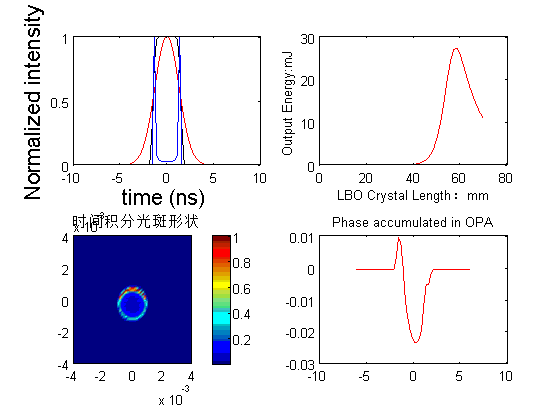 Normalized intensity
1
0.5
0
-10 -5 0 5 10
time (ns)
Output Energy:mJ
30
20
10
0
0 20 40 60 80
LBO Crystal Length：mm
时间积分光斑形状
x 10^-3
4
2
0
-2
-4
-4 -2 0 2 4
x 10^-3
1
0.8
0.6
0.4
0.2
Phase accumulated in OPA
0.01
0
-0.01
-0.02
-0.03
-10 -5 0 5 10